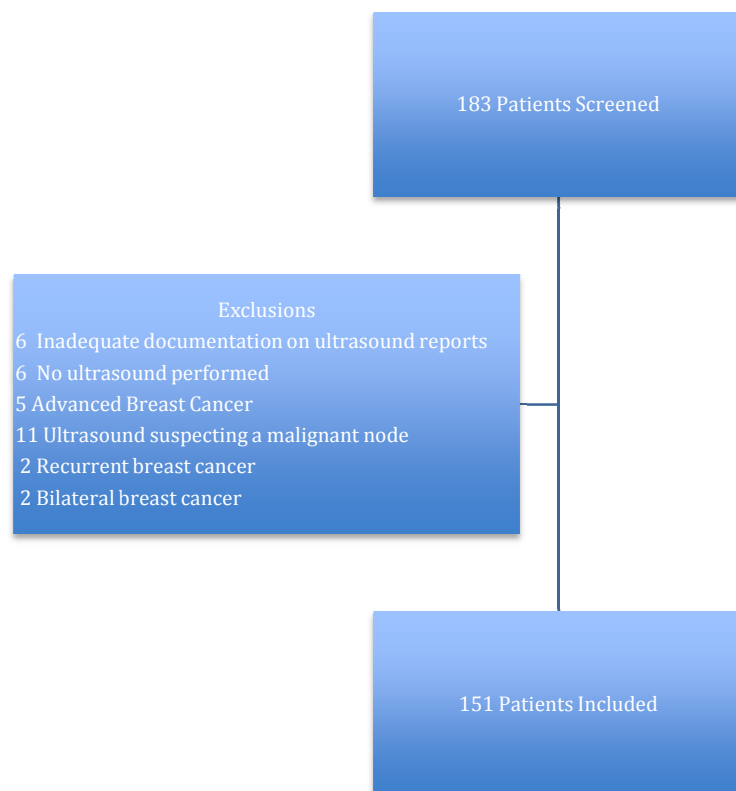 183 Patients Screened
Exclusions
6 Inadequate documentation on ultrasound reports
6 No ultrasound performed
5 Advanced Breast Cancer
11 Ultrasound suspecting a malignant node
2 Recurrent breast cancer
2 Bilateral breast cancer
151 Patients Included